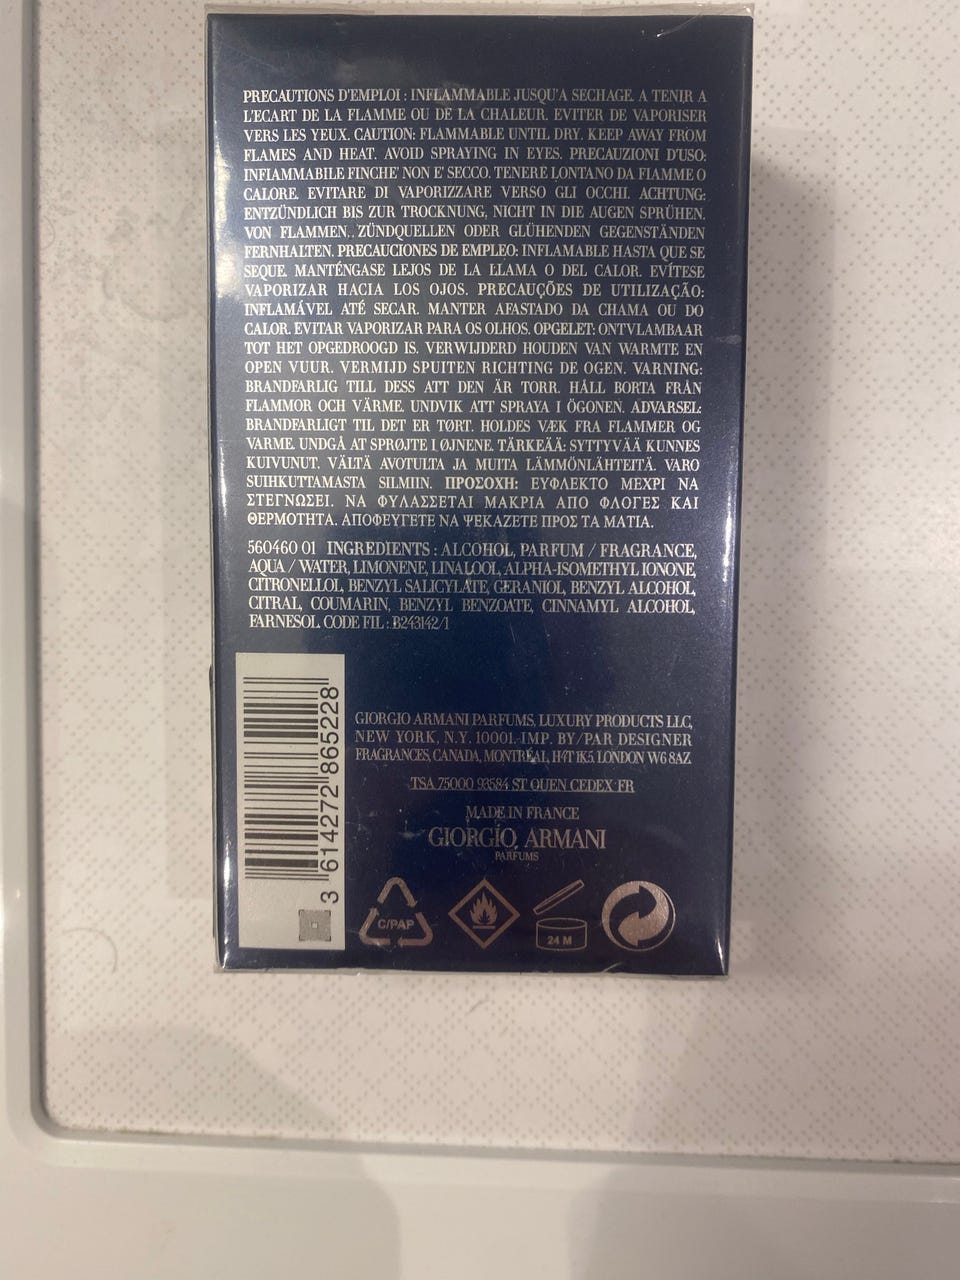 PRECAUTIONS D'EMPLOI : INFLAMMABLE JUSQU'A SECHAGE. A TENIR A
L'ECART DE LA FLAMME OU DE LA CHALEUR. EVITER DE VAPORISER
VERS LES YEUX. CAUTION: FLAMMABLE UNTIL DRY. KEEP AWAY FROM
FLAMES AND HEAT. AVOID SPRAYING IN EYES. PRECAUZIONI D'USO:
INFIAMMABILE FINCHE' NON E' SECCO. TENERE LONTANO DA FIAMME O
CALORE. EVITARE DI VAPORIZZARE VERSO GLI OCCHI. ACHTUNG:
ENTZÜNDLICH BIS ZUR TROCKNUNG, NICHT IN DIE AUGEN SPRÜHEN.
VON FLAMMEN, ZÜNDQUELLEN ODER GLÜHENDEN GEGENSTÄNDEN
FERNHALTEN. PRECAUCIONES DE EMPLEO: INFLAMABLE HASTA QUE SE
SEQUE. MANTÉNGASE LEJOS DE LA LLAMA O DEL CALOR. EVÍTESE
VAPORIZAR HACIA LOS OJOS. PRECAUÇÕES DE UTILIZAÇÃO:
INFLAMÁVEL ATÉ SECAR. MANTER AFASTADO DA CHAMA OU DO
CALOR. EVITAR VAPORIZAR PARA OS OLHOS. OPGELET: ONTVLAMBAAR
TOT HET OPGEDROOGD IS. VERWIJDERD HOUDEN VAN WARMTE EN
OPEN VUUR. VERMIJD SPUITEN RICHTING DE OGEN. VARNING:
BRANDFARLIG TILL DESS ATT DEN ÄR TORR. HÅLL BORTA FRÅN
FLAMMOR OCH VÄRME. UNDVIK ATT SPRAYA I ÖGONEN. ADVARSEL:
BRANDFARLIGT TIL DET ER TØRT. HOLDES VÆK FRA FLAMMER OG
VARME. UNDGÅ AT SPRØJTE I ØJNENE. TÄRKEÄÄ: SYTTYVÄÄ KUNNES
KUIVUNUT. VÄLTÄ AVOTULTA JA MUITA LÄMMÖNLÄHTEITÄ. VARO
SUIHKUTTAMASTA SILMIIN. ΠΡΟΣΟΧΗ: ΕΥΦΛΕΚΤΟ ΜΕΧΡΙ ΝΑ
ΣΤΕΓΝΩΣΕΙ. ΝΑ ΦΥΛΑΣΣΕΤΑΙ ΜΑΚΡΙΑ ΑΠΟ ΦΛΟΓΕΣ ΚΑΙ
ΘΕΡΜΟΤΗΤΑ. ΑΠΟΦΕΥΓΕΤΕ ΝΑ ΨΕΚΑΖΕΤΕ ΠΡΟΣ ΤΑ ΜΑΤΙΑ.
560460 01 INGREDIENTS : ALCOHOL, PARFUM / FRAGRANCE,
AQUA / WATER, LIMONENE, LINALOOL, ALPHA-ISOMETHYL IONONE,
CITRONELLOL, BENZYL SALICYLATE, GERANIOL, BENZYL ALCOHOL,
CITRAL, COUMARIN, BENZYL BENZOATE, CINNAMYL ALCOHOL,
FARNESOL. CODE FIL : B243142/1
3 614272 865228
GIORGIO ARMANI PARFUMS, LUXURY PRODUCTS LLC,
NEW YORK, N.Y. 10001. IMP. BY/PAR DESIGNER
FRAGRANCES, CANADA, MONTRÉAL, H4T 1K5. LONDON W6 8AZ
TSA 75000 93584 ST OUEN CEDEX FR
MADE IN FRANCE
GIORGIO ARMANI
PARFUMS
C/PAP
24 M